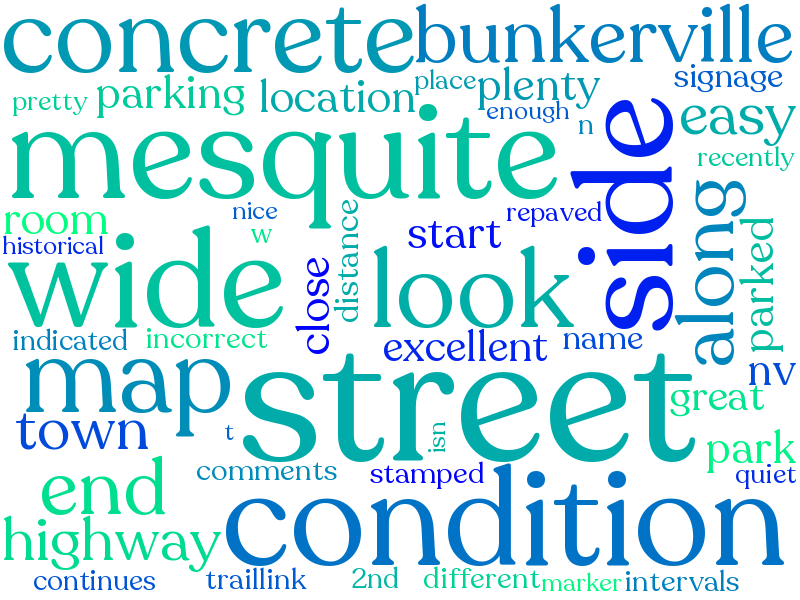 concrete
bunkerville
place
plenty
signage
pretty
parking
location
enough
n
easy
mesquite
side
recently
room
nice
w
distance
start
repaved
along
parked
historical
wide
close
look
indicated
incorrect
excellent
name
nv
map
street
great
town
t
isn
park
end
comments
stamped
quiet
highway
condition
continues
traillink
2nd
different
marker
intervals